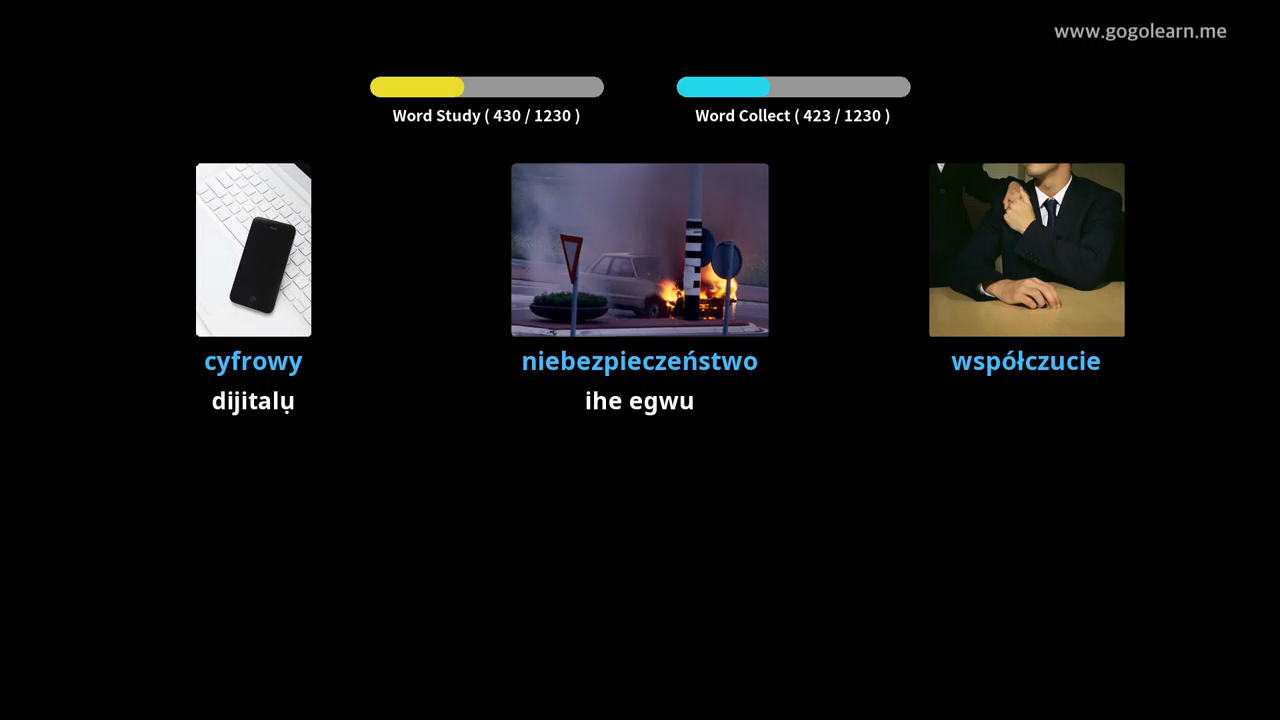 www.gogolearn.me
Word Study ( 430 / 1230 )
Word Collect ( 423 / 1230 )
cyfrowy
dijitalụ
niebezpieczeństwo
ihe egwu
współczucie